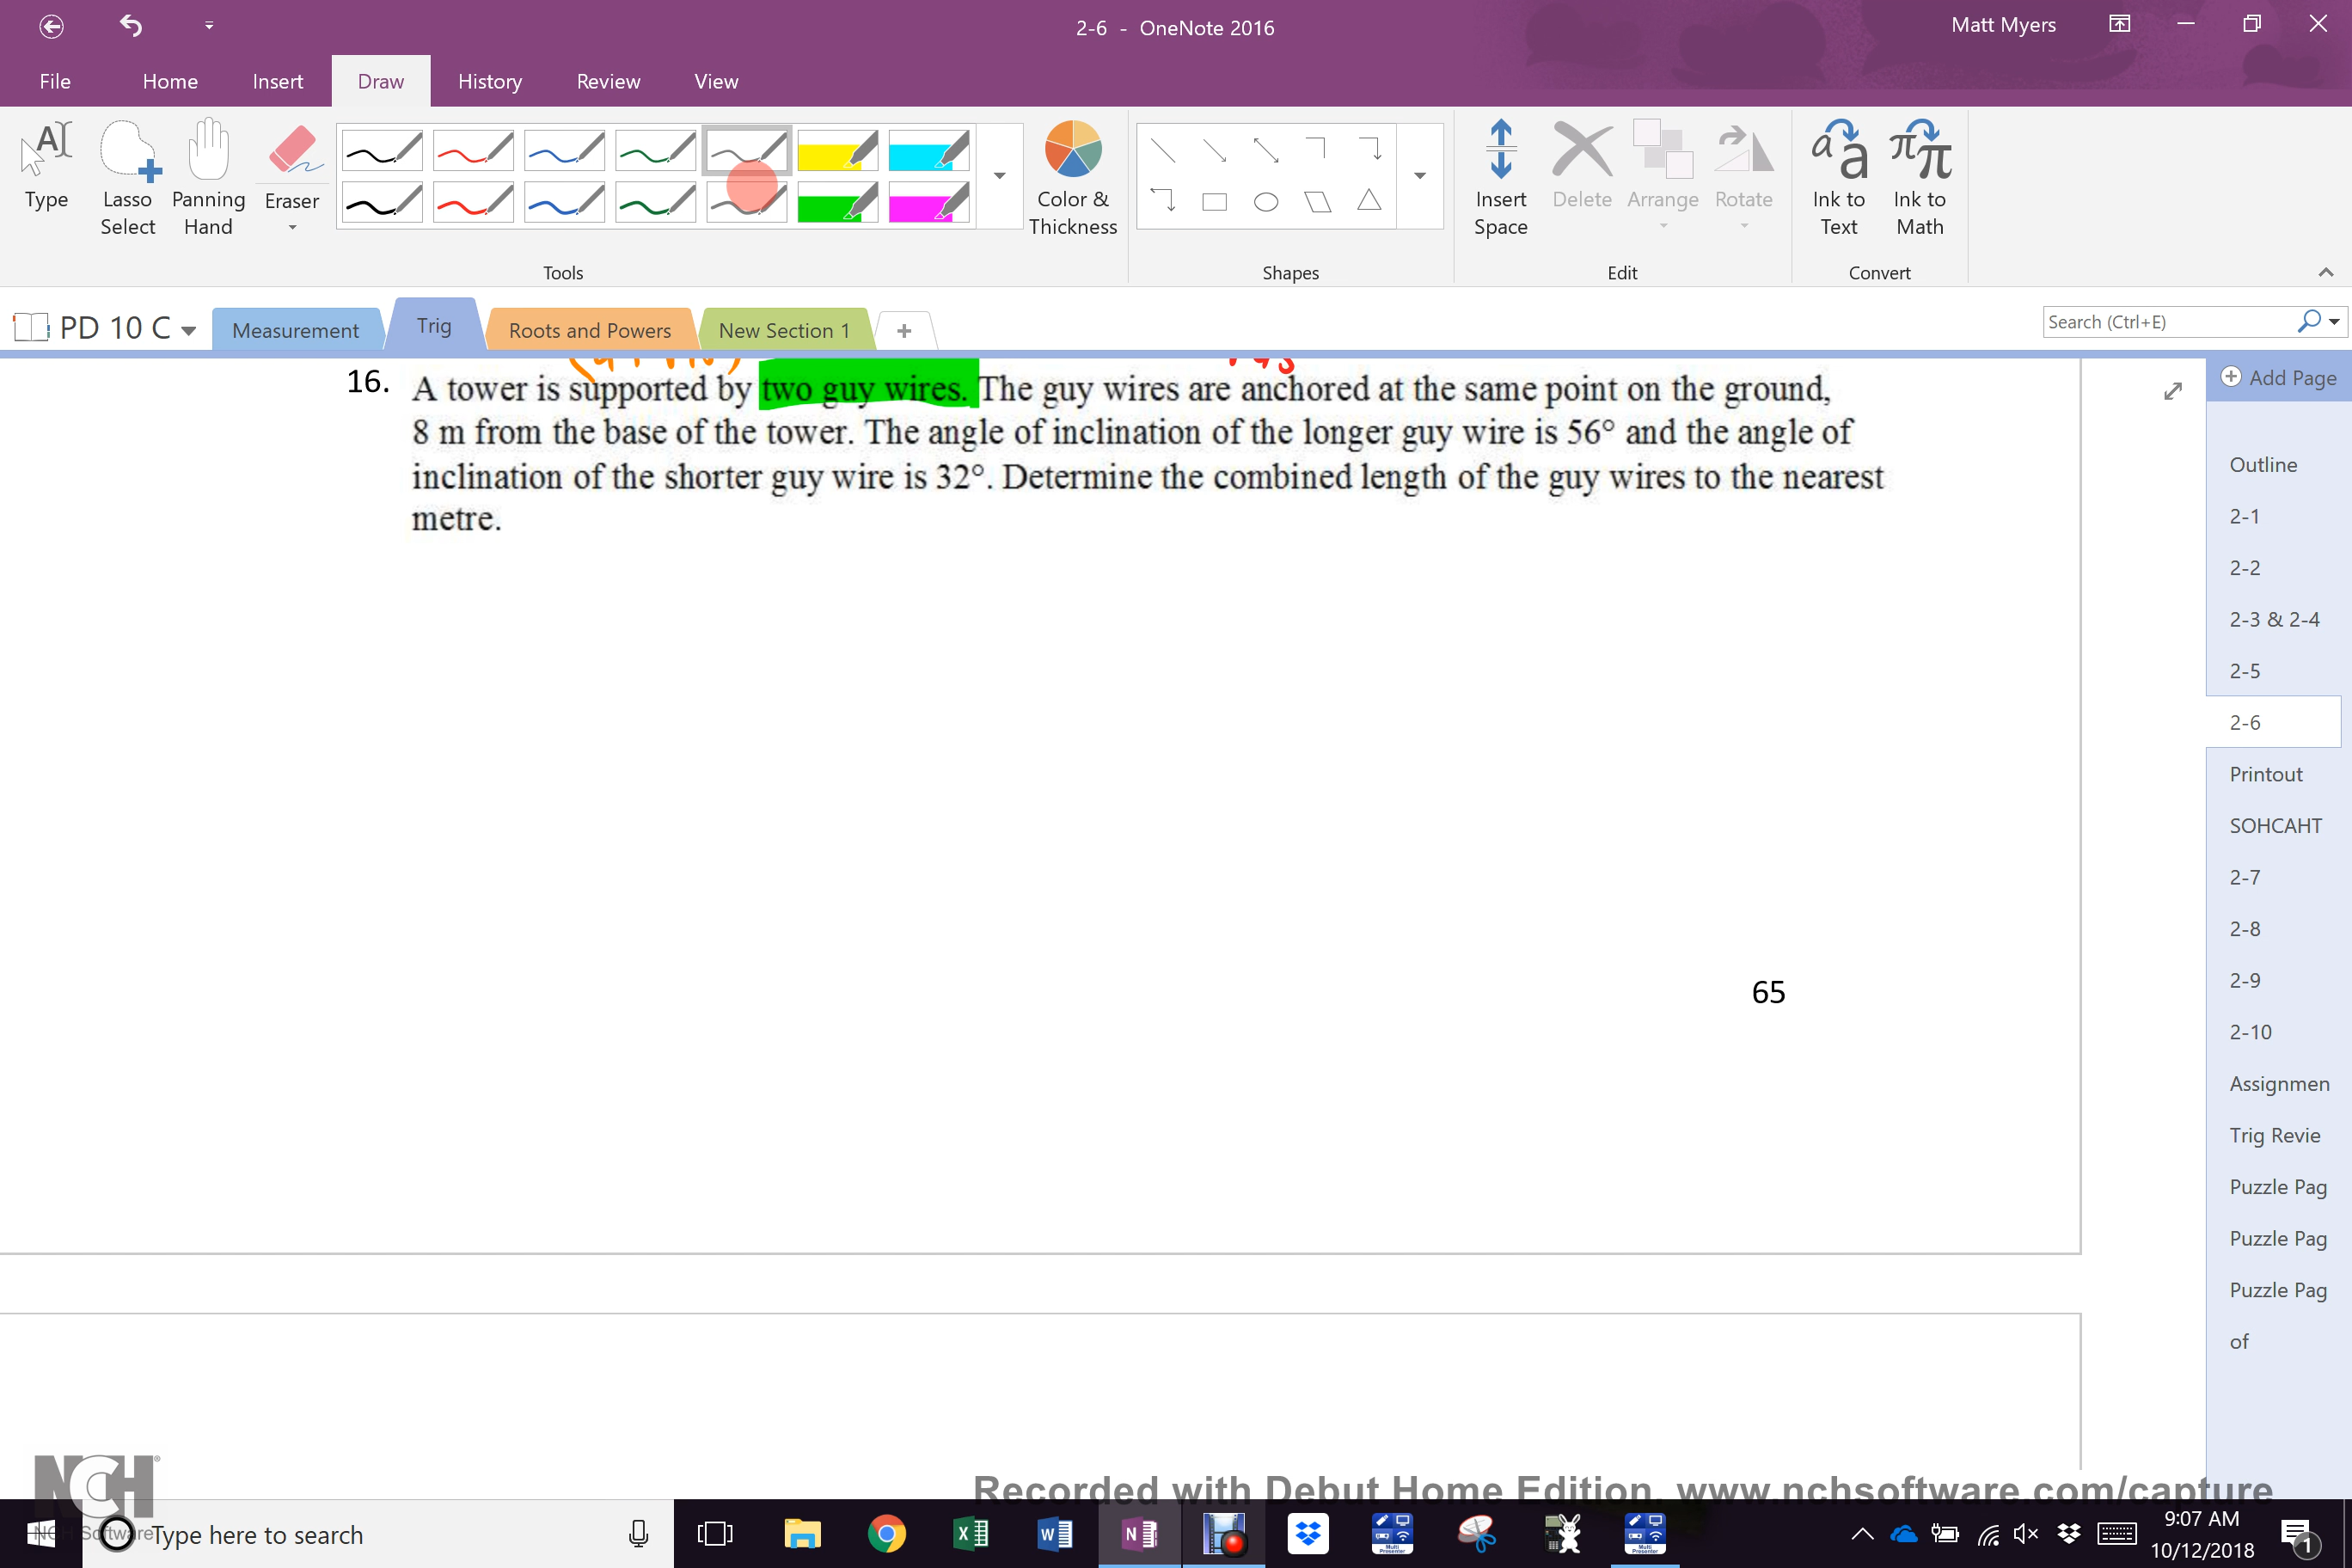 2-6 - OneNote 2016
Matt Myers
File Home Insert Draw History Review View
Type
Lasso Select
Panning Hand
Eraser
Color & Thickness
Insert Space
Delete
Arrange
Rotate
Ink to Text
Ink to Math
Tools
Shapes
Edit
Convert
PD 10 C
Measurement
Trig
Roots and Powers
New Section 1
Search (Ctrl+E)
Add Page
16. A tower is supported by two guy wires. The guy wires are anchored at the same point on the ground,
8 m from the base of the tower. The angle of inclination of the longer guy wire is 56° and the angle of
inclination of the shorter guy wire is 32°. Determine the combined length of the guy wires to the nearest
metre.
65
Outline
2-1
2-2
2-3 & 2-4
2-5
2-6
Printout
SOHCAHT
2-7
2-8
2-9
2-10
Assignmen
Trig Revie
Puzzle Pag
Puzzle Pag
Puzzle Pag
of
NCH
NCH Software
Recorded with Debut Home Edition. www.nchsoftware.com/capture
Type here to search
9:07 AM
10/12/2018
1